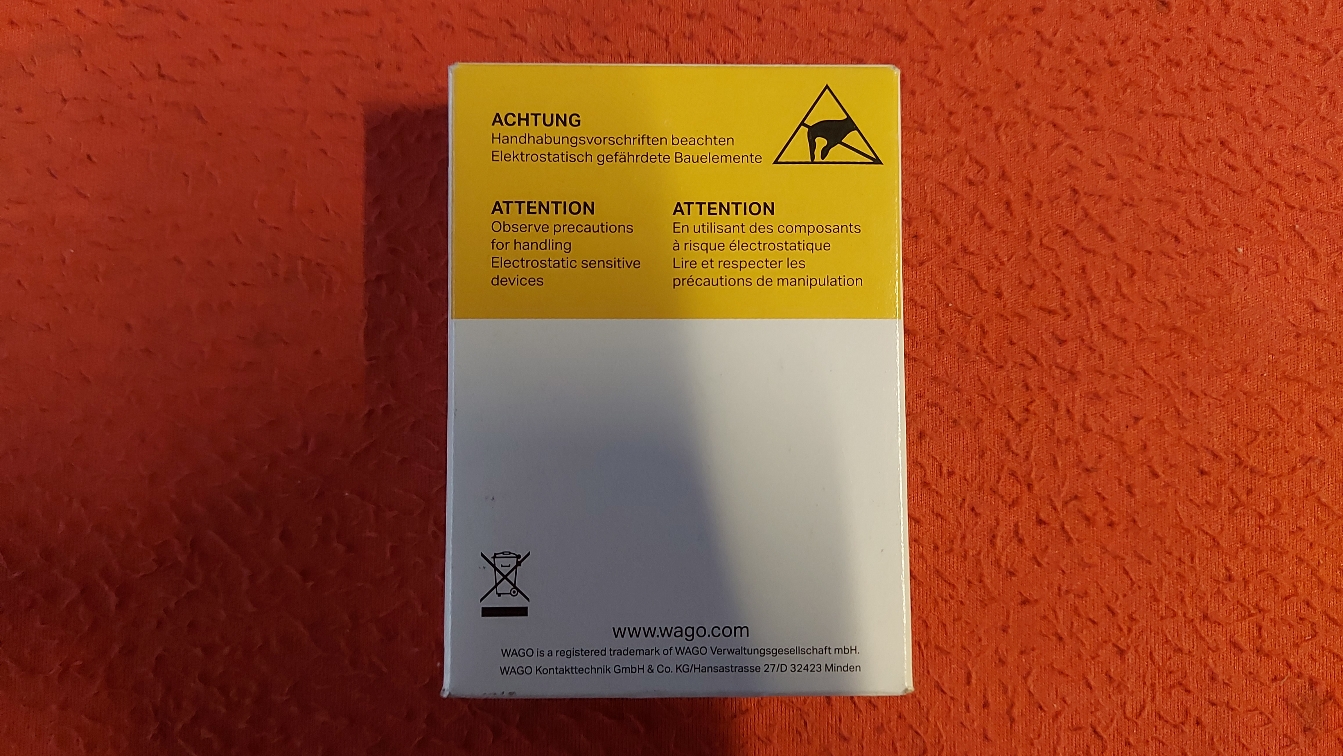 ACHTUNG
Handhabungsvorschriften beachten
Elektrostatisch gefährdete Bauelemente
ATTENTION
Observe precautions
for handling
Electrostatic sensitive
devices
ATTENTION
En utilisant des composants
à risque électrostatique
Lire et respecter les
précautions de manipulation
www.wago.com
WAGO is a registered trademark of WAGO Verwaltungsgesellschaft mbH.
WAGO Kontakttechnik GmbH & Co. KG/Hansastrasse 27/D 32423 Minden